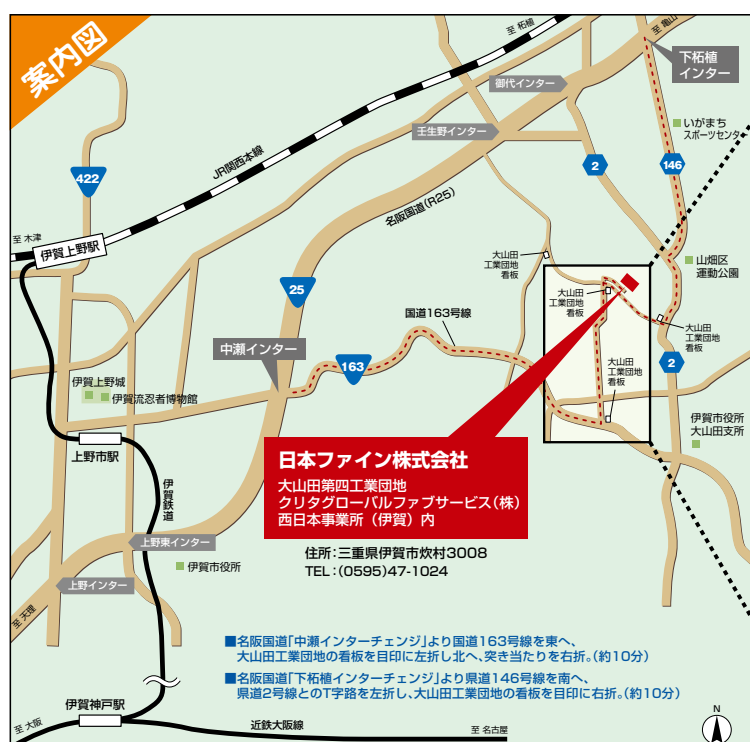 案内図
至 柘植
至 亀山
下柘植
インター
御代インター
いがまち
スポーツセンター
壬生野インター
JR関西本線
422
2
146
名阪国道(R25)
至 木津
伊賀上野駅
大山田
工業団地
看板
山畑区
運動公園
25
大山田
工業団地
看板
国道163号線
大山田
工業団地
看板
中瀬インター
163
大山田
工業団地
看板
2
伊賀上野城
伊賀流忍者博物館
伊賀市役所
大山田支所
上野市駅
日本ファイン株式会社
大山田第四工業団地
クリタグローバルファブサービス(株)
西日本事業所（伊賀）内
伊賀鉄道
上野東インター
住所:三重県伊賀市炊村3008
TEL:(0595)47-1024
伊賀市役所
上野インター
至 天理
■名阪国道「中瀬インターチェンジ」より国道163号線を東へ、
大山田工業団地の看板を目印に左折し北へ、突き当たりを右折。(約10分)
■名阪国道「下柘植インターチェンジ」より県道146号線を南へ、
県道2号線とのT字路を左折し、大山田工業団地の看板を目印に右折。(約10分)
伊賀神戸駅
至 大阪
近鉄大阪線
至 名古屋
N